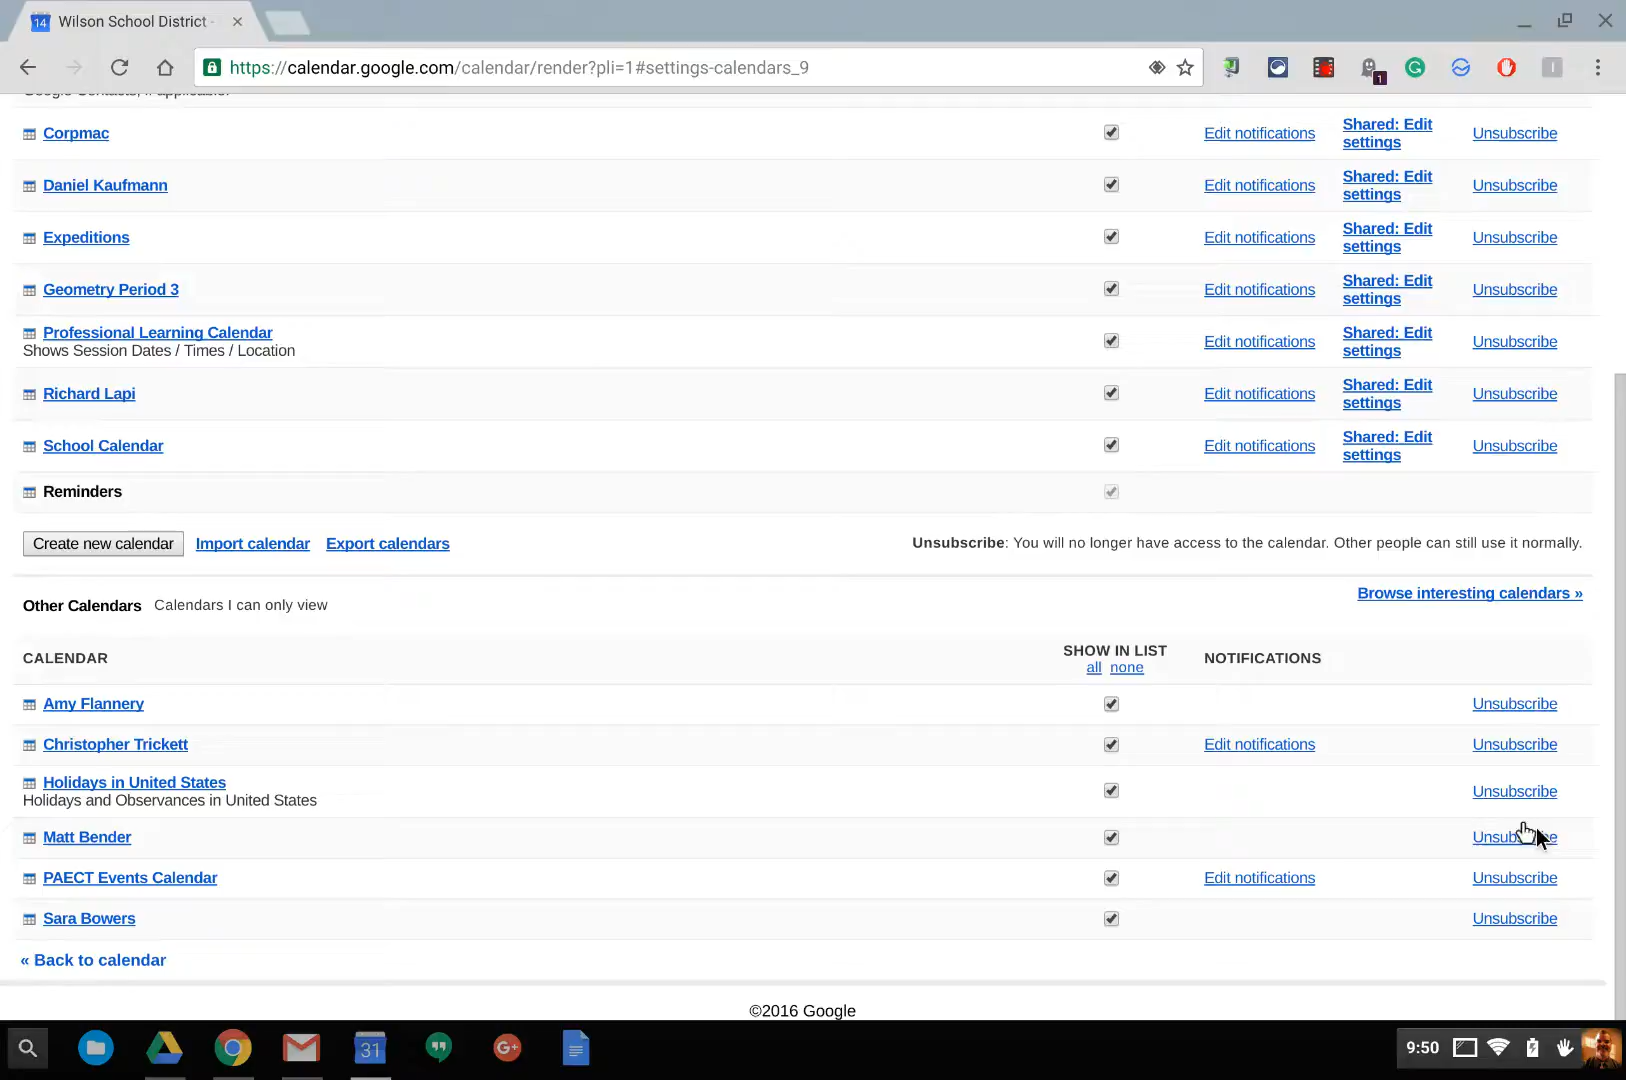 14 Wilson School District -
https://calendar.google.com/calendar/render?pli=1#settings-calendars_9
1
Google Contacts, if applicable.
Corpmac Edit notifications Shared: Edit settings Unsubscribe
Daniel Kaufmann Edit notifications Shared: Edit settings Unsubscribe
Expeditions Edit notifications Shared: Edit settings Unsubscribe
Geometry Period 3 Edit notifications Shared: Edit settings Unsubscribe
Professional Learning Calendar Edit notifications Shared: Edit settings Unsubscribe
Shows Session Dates / Times / Location
Richard Lapi Edit notifications Shared: Edit settings Unsubscribe
School Calendar Edit notifications Shared: Edit settings Unsubscribe
Reminders
Create new calendar Import calendar Export calendars Unsubscribe: You will no longer have access to the calendar. Other people can still use it normally.
Browse interesting calendars »
Other Calendars Calendars I can only view
CALENDAR SHOW IN LIST NOTIFICATIONS
all none
Amy Flannery Unsubscribe
Christopher Trickett Edit notifications Unsubscribe
Holidays in United States Unsubscribe
Holidays and Observances in United States
Matt Bender Unsubscribe
PAECT Events Calendar Edit notifications Unsubscribe
Sara Bowers Unsubscribe
« Back to calendar
©2016 Google
31 G+ 9:50